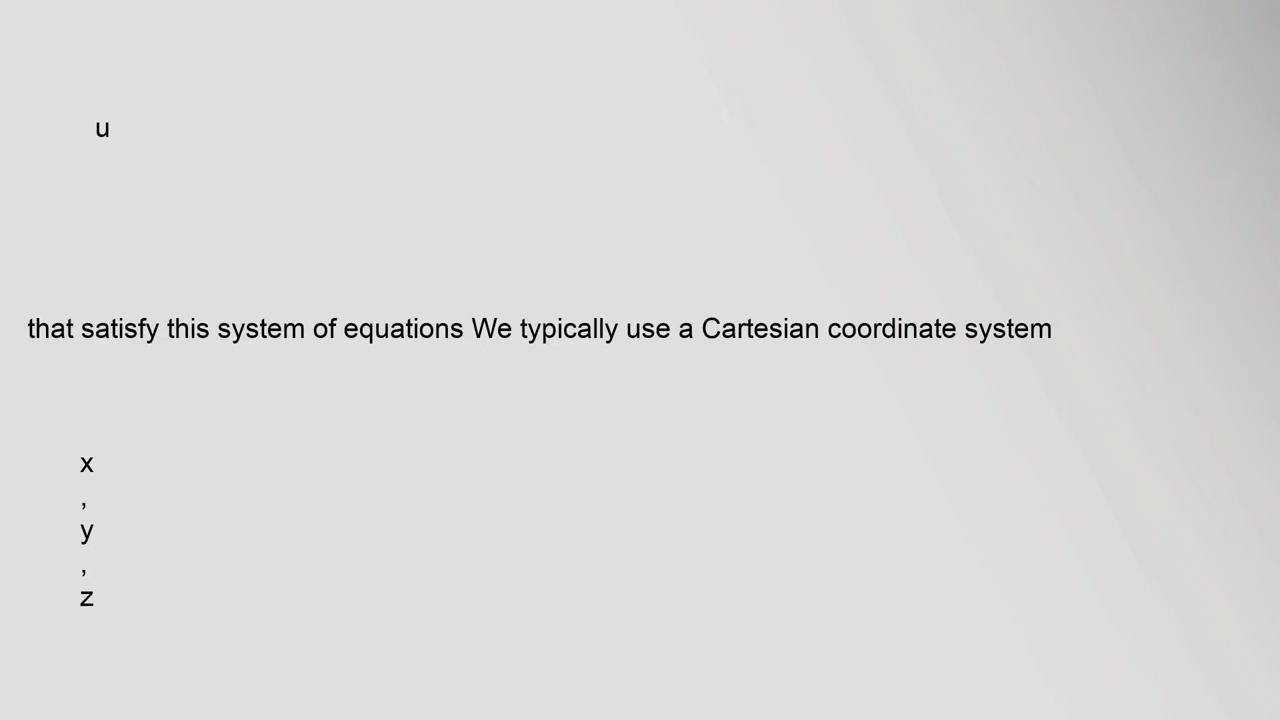 u
that satisfy this system of equations We typically use a Cartesian coordinate system
x
,
y
,
z